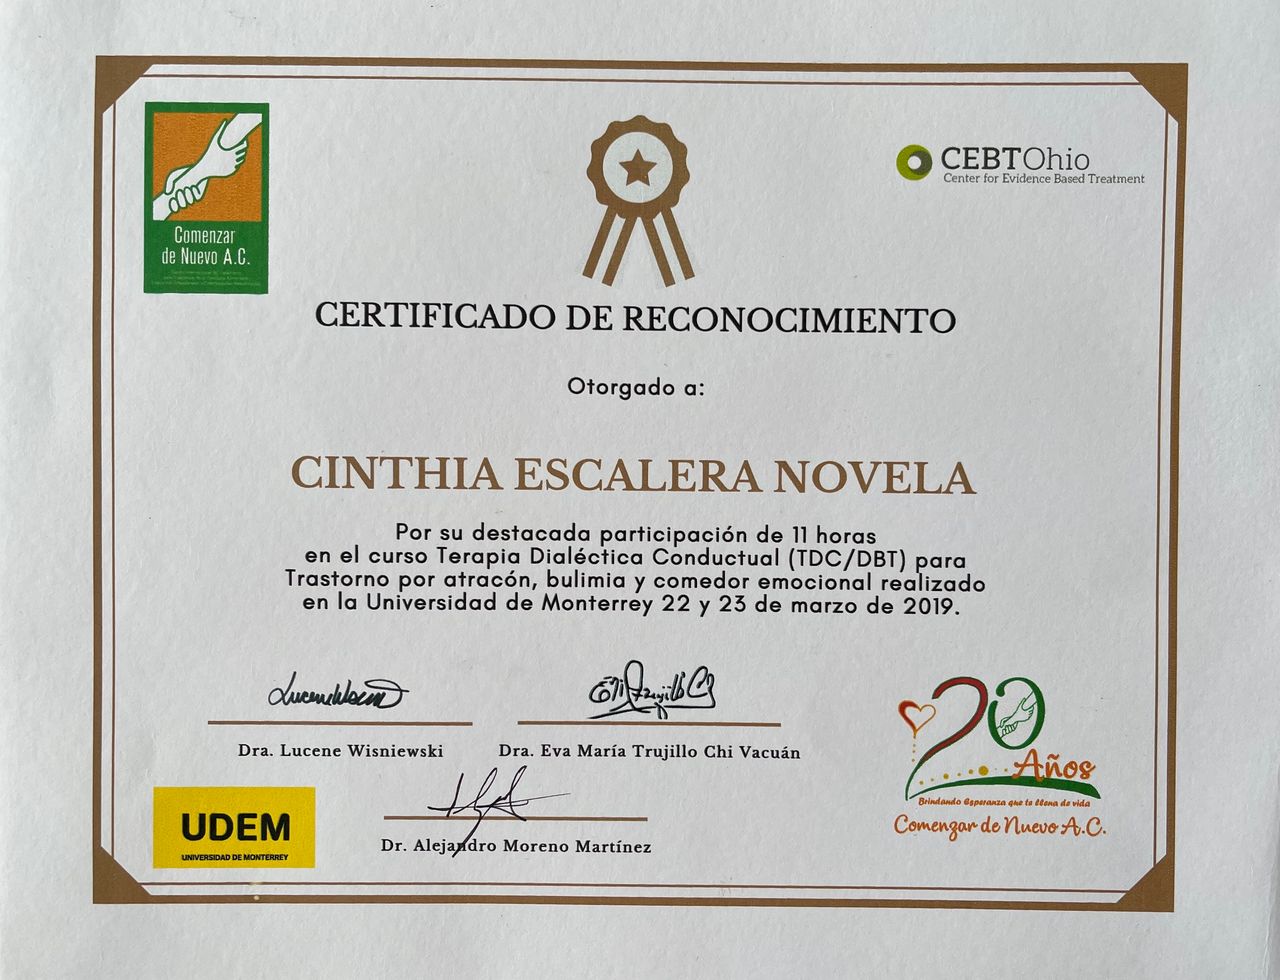 Comenzar
de Nuevo A.C.
CEBTOhio
Center for Evidence Based Treatment
CERTIFICADO DE RECONOCIMIENTO
Otorgado a:
CINTHIA ESCALERA NOVELA
Por su destacada participación de 11 horas
en el curso Terapia Dialéctica Conductual (TDC/DBT) para
Trastorno por atracón, bulimia y comedor emocional realizado
en la Universidad de Monterrey 22 y 23 de marzo de 2019.
Dra. Lucene Wisniewski
Dra. Eva María Trujillo Chi Vacuán
Dr. Alejandro Moreno Martínez
UDEM
UNIVERSIDAD DE MONTERREY
20
Años
Brindando Esperanza que te llena de vida
Comenzar de Nuevo A.C.